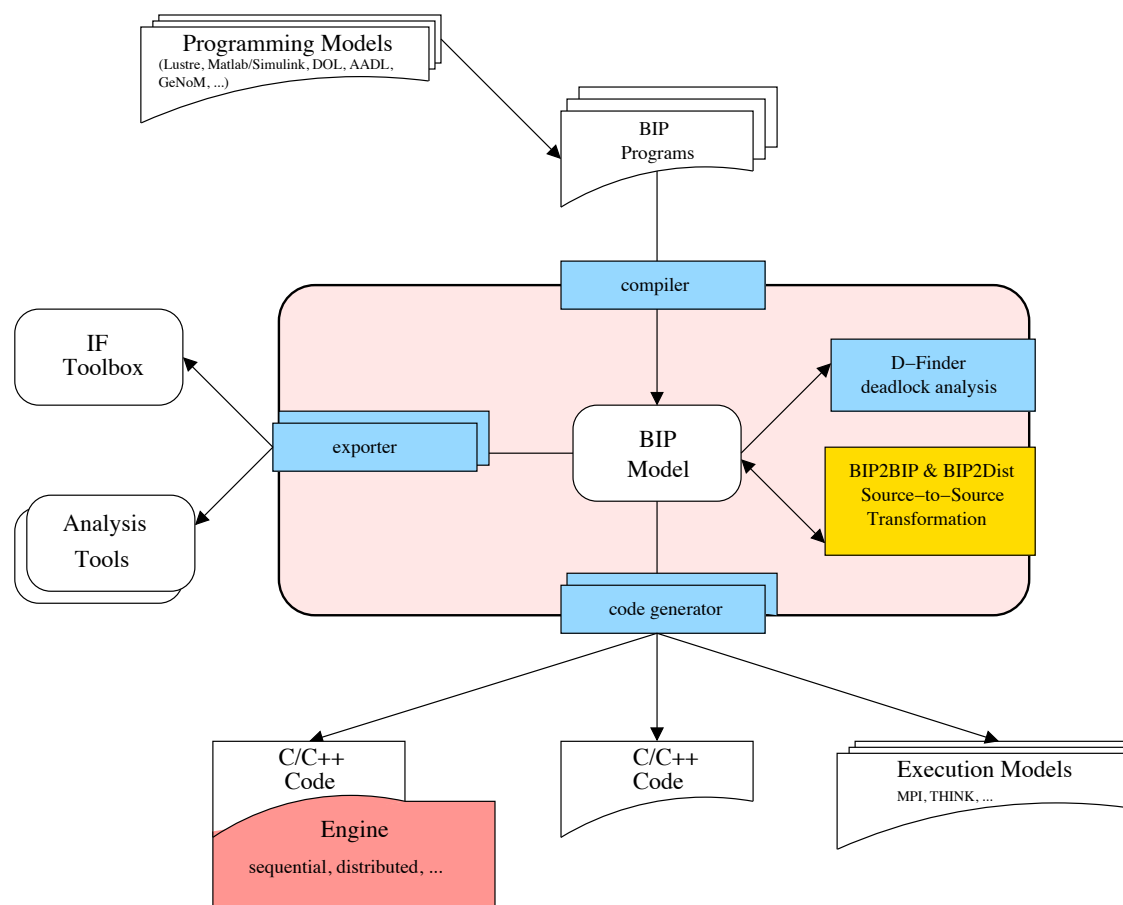 Programming Models
(Lustre, Matlab/Simulink, DOL, AADL,
GeNoM, ...)
BIP
Programs
compiler
IF
Toolbox
D−Finder
deadlock analysis
exporter
BIP
Model
BIP2BIP & BIP2Dist
Source−to−Source
Transformation
Analysis
Tools
code generator
C/C++
Code
Engine
sequential, distributed, ...
C/C++
Code
Execution Models
MPI, THINK, ...